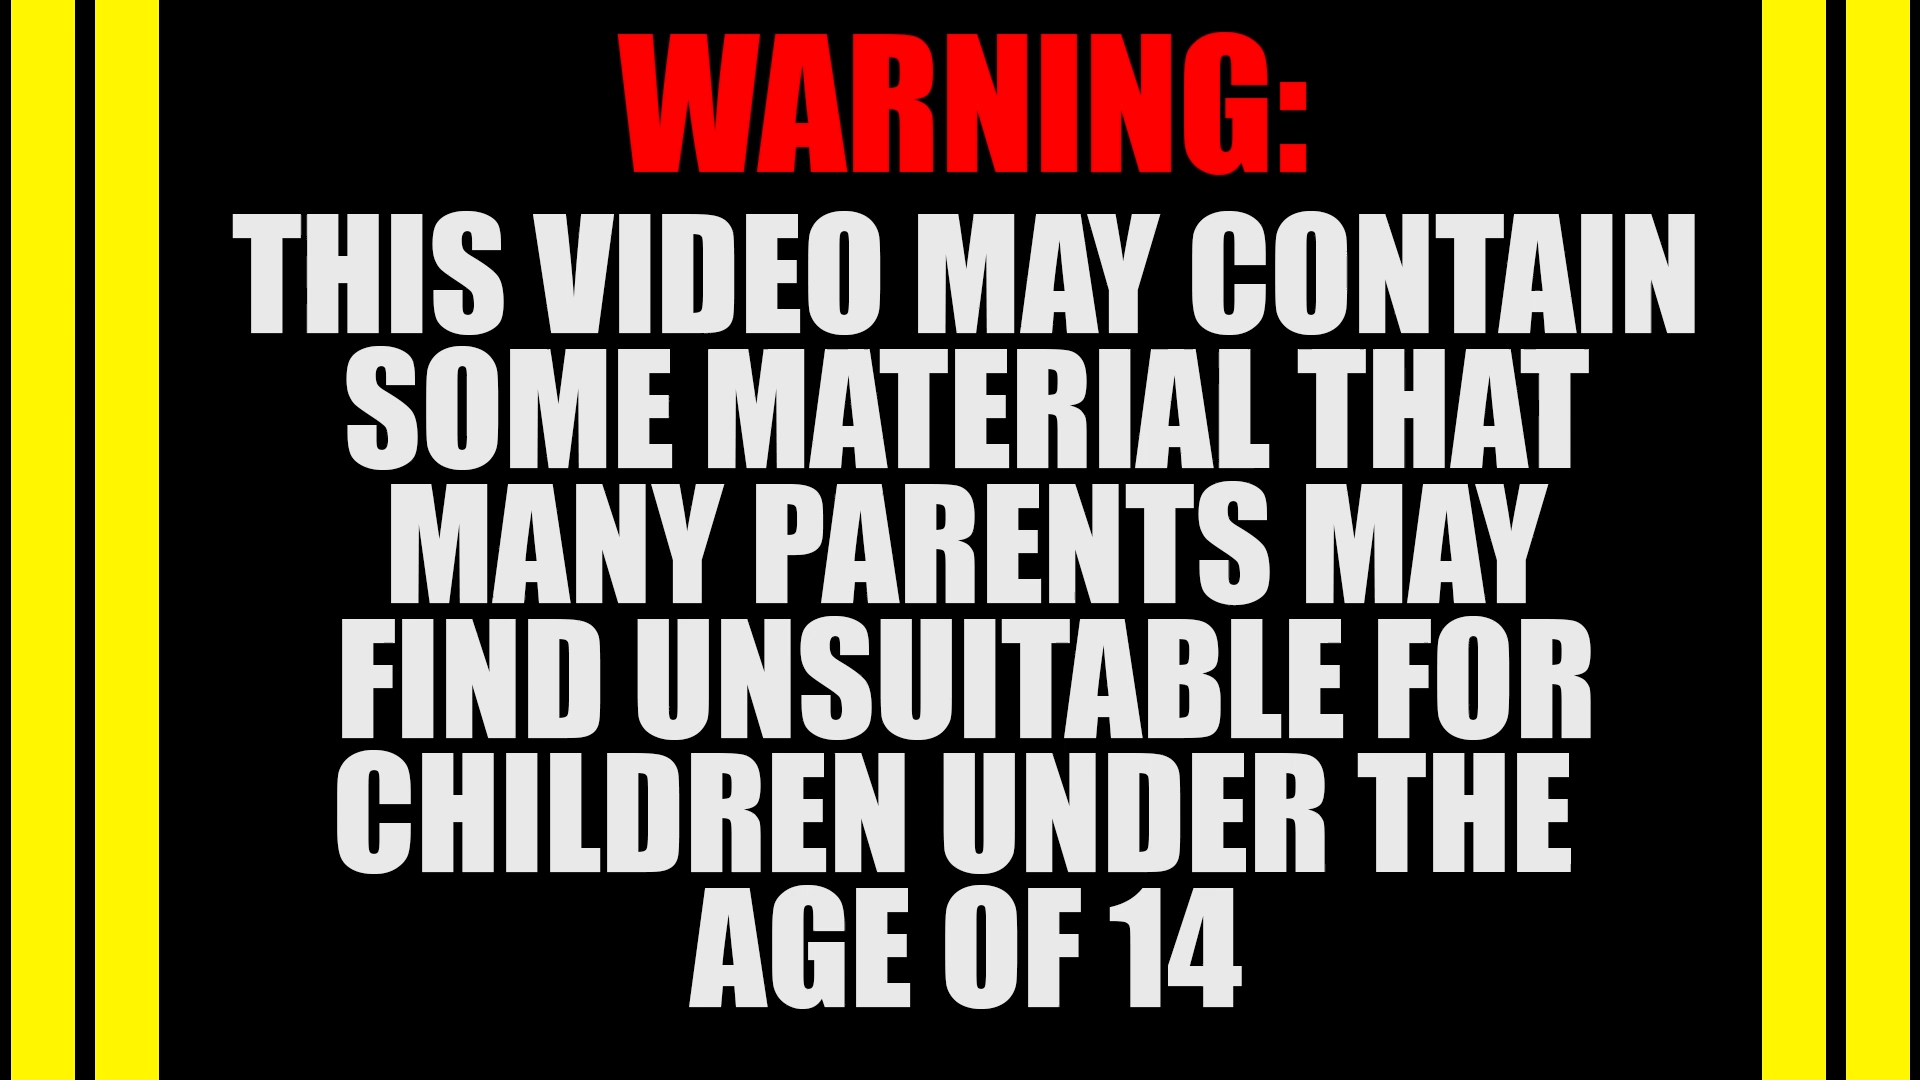 WARNING:
THIS VIDEO MAY CONTAIN
SOME MATERIAL THAT
MANY PARENTS MAY
FIND UNSUITABLE FOR
CHILDREN UNDER THE
AGE OF 14